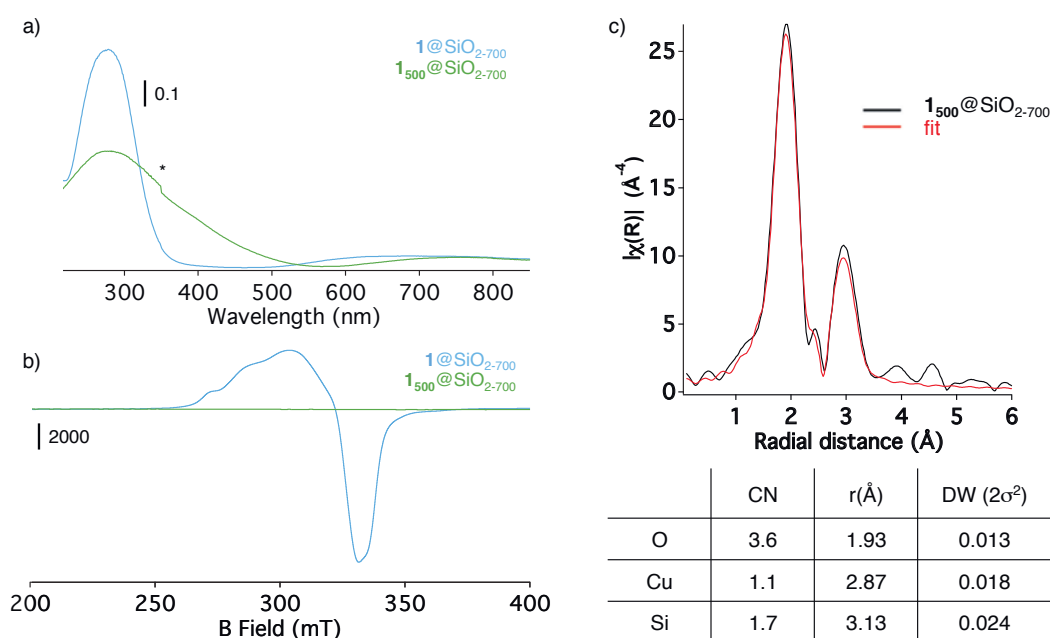 a)
1@SiO₂₋₇₀₀
1₅₀₀@SiO₂₋₇₀₀
0.1
*
300 400 500 600 700 800
Wavelength (nm)
b)
1@SiO₂₋₇₀₀
1₅₀₀@SiO₂₋₇₀₀
2000
200 250 300 350 400
B Field (mT)
c)
25
20
15
10
5
0
|χ(R)| (Å⁻⁴)
1₅₀₀@SiO₂₋₇₀₀
fit
1 2 3 4 5 6
Radial distance (Å)
CN r(Å) DW (2σ²)
O 3.6 1.93 0.013
Cu 1.1 2.87 0.018
Si 1.7 3.13 0.024